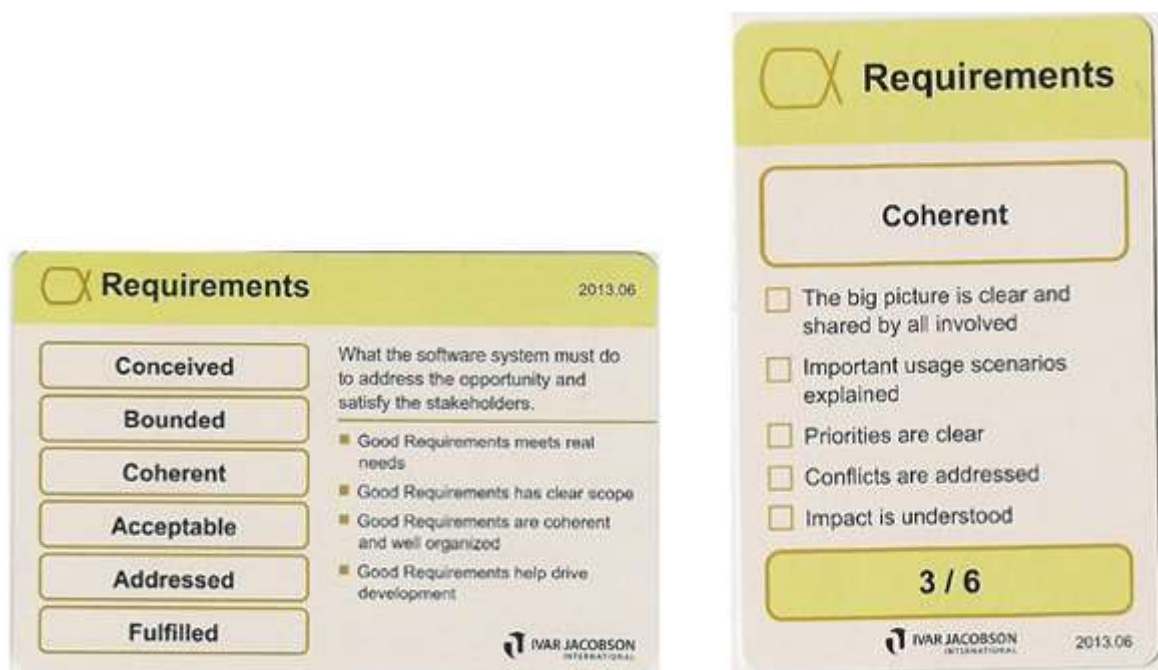 Requirements
2013.06
Conceived
Bounded
Coherent
Acceptable
Addressed
Fulfilled
What the software system must do
to address the opportunity and
satisfy the stakeholders.
Good Requirements meets real
needs
Good Requirements has clear scope
Good Requirements are coherent
and well organized
Good Requirements help drive
development
IVAR JACOBSON
INTERNATIONAL
Requirements
Coherent
The big picture is clear and
shared by all involved
Important usage scenarios
explained
Priorities are clear
Conflicts are addressed
Impact is understood
3 / 6
IVAR JACOBSON
INTERNATIONAL
2013.06